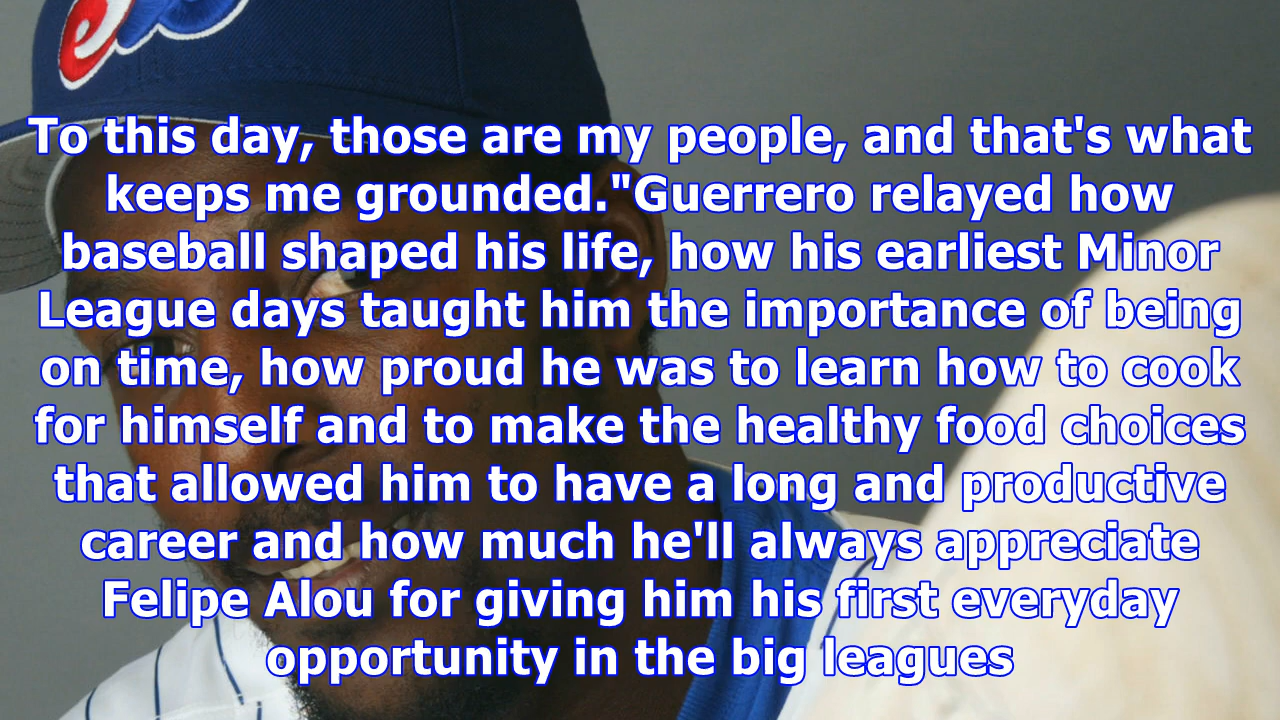 To this day, those are my people, and that's what
keeps me grounded."Guerrero relayed how
baseball shaped his life, how his earliest Minor
League days taught him the importance of being
on time, how proud he was to learn how to cook
for himself and to make the healthy food choices
that allowed him to have a long and productive
career and how much he'll always appreciate
Felipe Alou for giving him his first everyday
opportunity in the big leagues